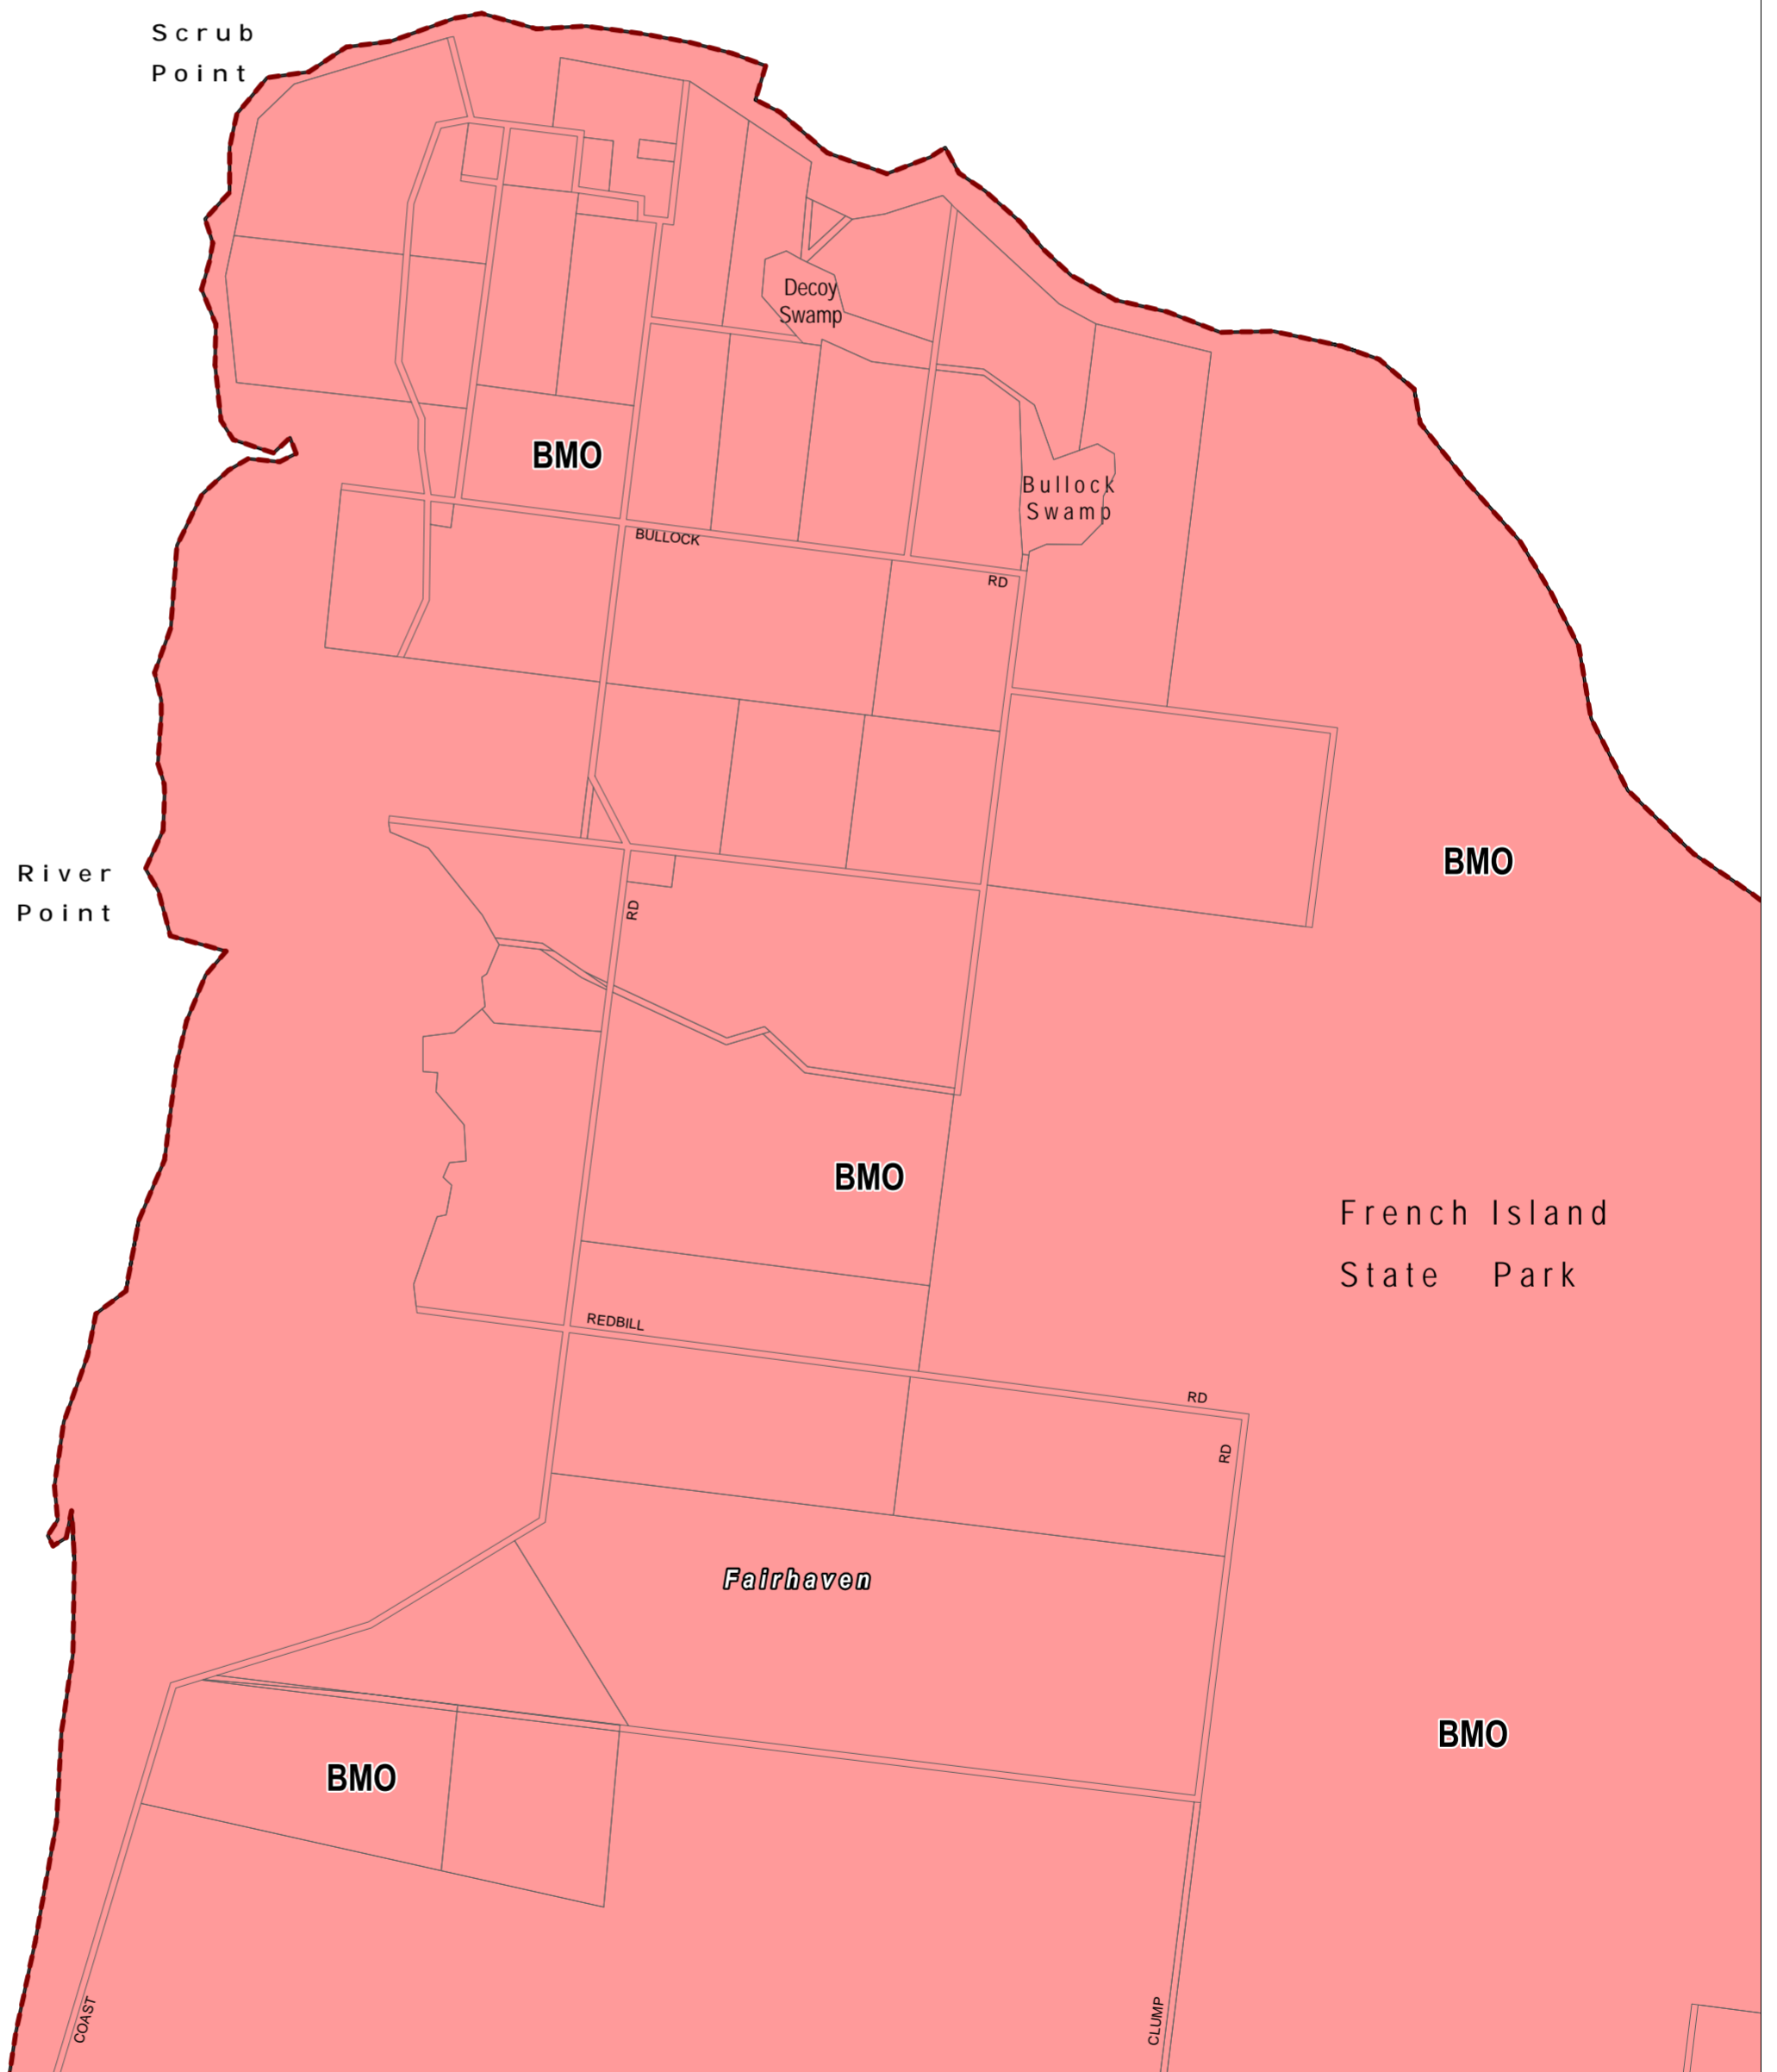 Scrub
Point
Decoy
Swamp
BMO
Bullock
Swamp
BULLOCK
RD
River
Point
BMO
RD
BMO
French Island
State Park
REDBILL
RD
RD
Fairhaven
BMO
BMO
COAST
CLUMP